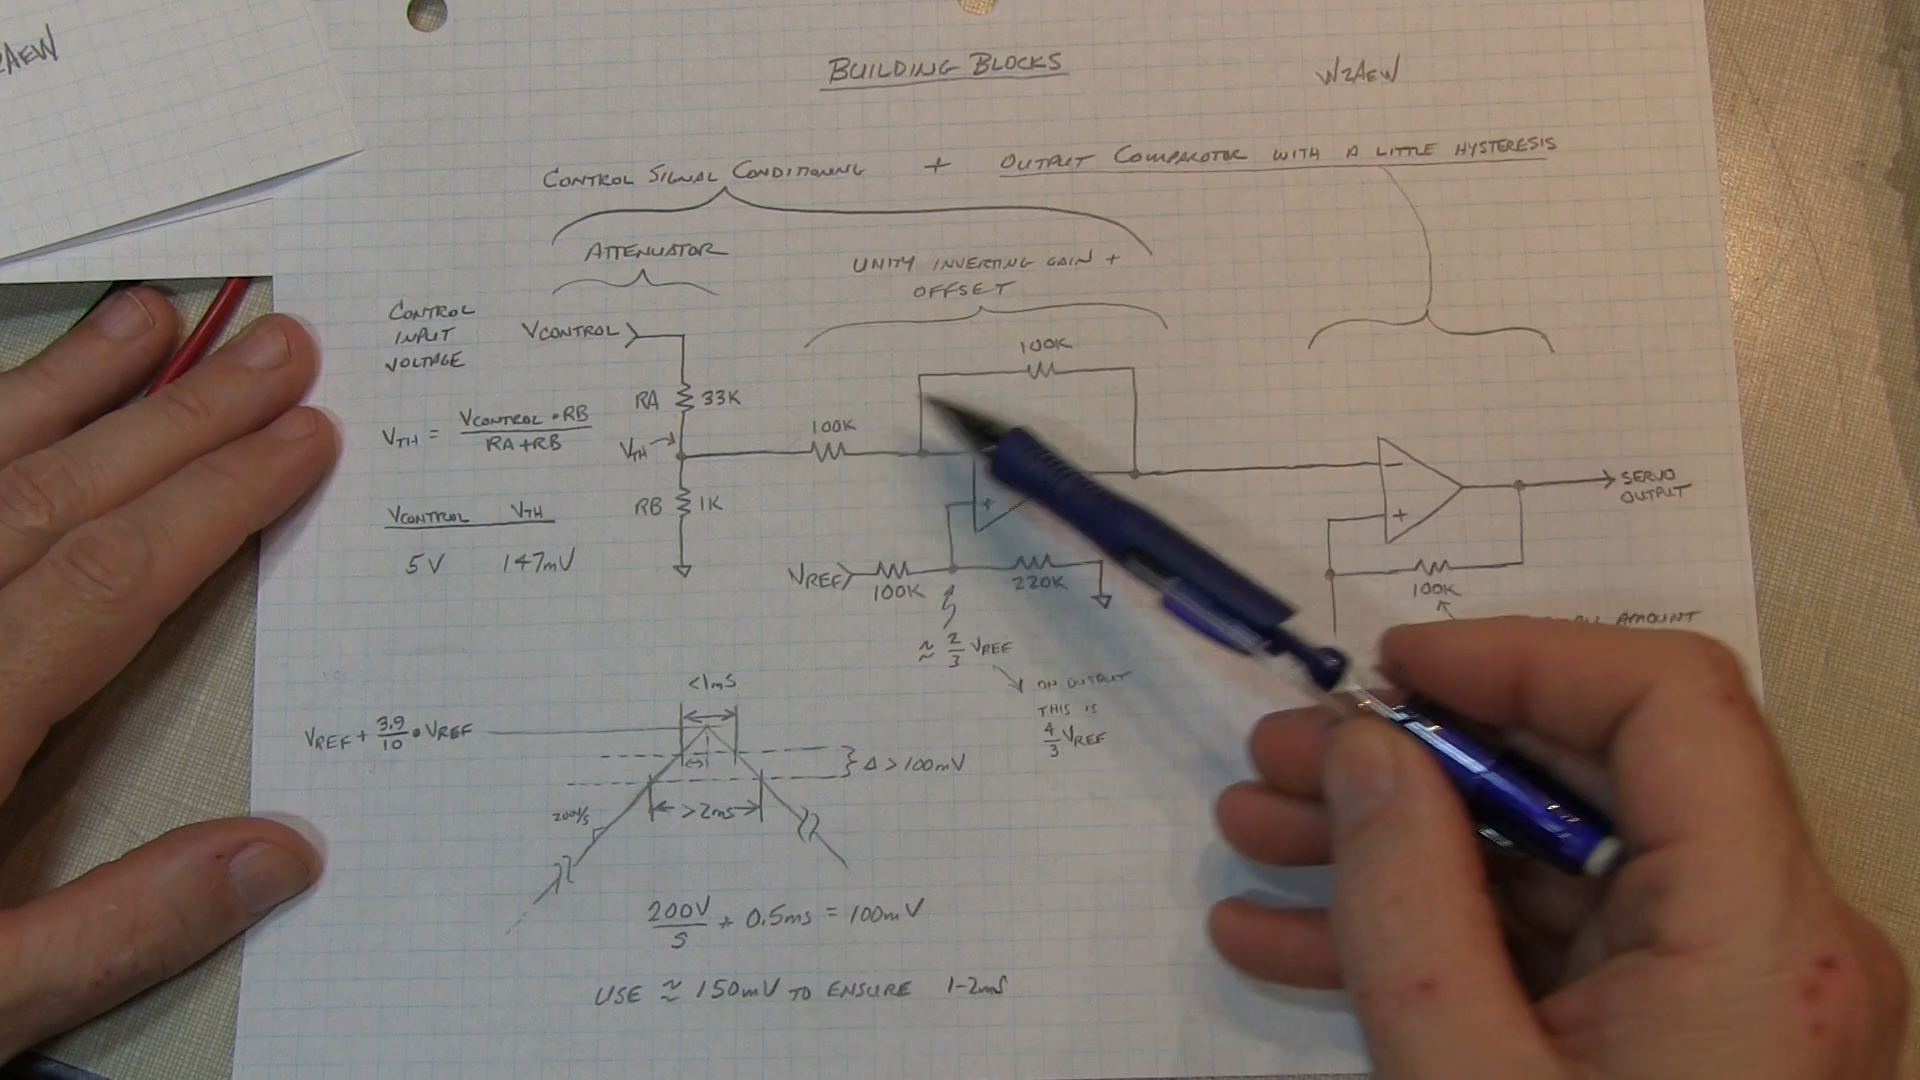 2AEW
BUILDING BLOCKS
W2AEW
CONTROL SIGNAL CONDITIONING + OUTPUT COMPARATOR WITH A LITTLE HYSTERESIS
ATTENUATOR
UNITY INVERTING GAIN +
OFFSET
CONTROL
INPUT
VOLTAGE
VCONTROL
RA 33K
VTH = VCONTROL • RB
RA+RB
VTH
RB 1K
VCONTROL VTH
5V 147mV
100K
100K
+
VREF
100K
220K
≈ 2/3 VREF
ON OUTPUT
THIS IS
4/3 VREF
-
+
SERVO
OUTPUT
100K
AMOUNT
<1mS
VREF + 3.9/10 • VREF
Δ > 100mV
200V/S
>2mS
200V/S * 0.5ms = 100mV
USE ≈ 150mV TO ENSURE 1-2mS